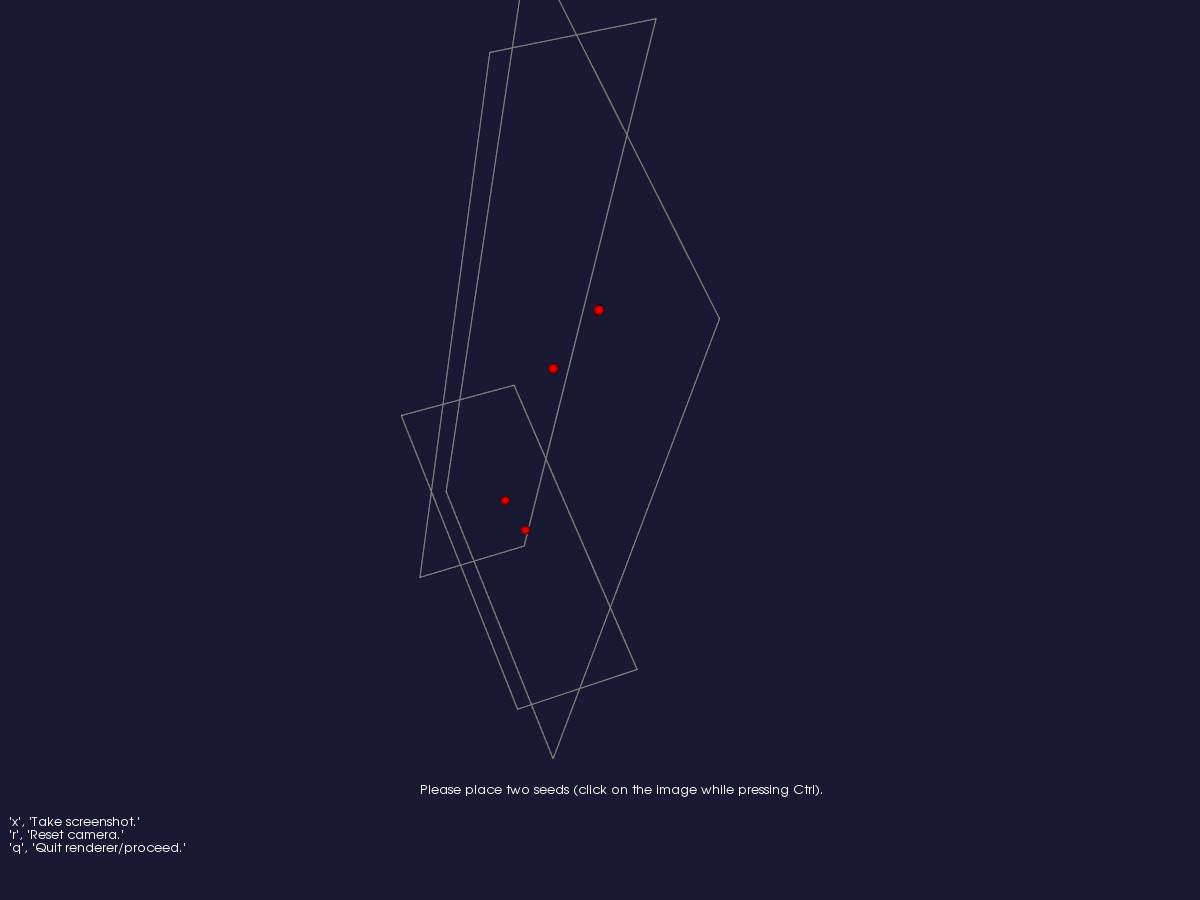 Please place two seeds (click on the image while pressing Ctrl).
'x', 'Take screenshot.'
'r', 'Reset camera.'
'q', 'Quit renderer/proceed.'